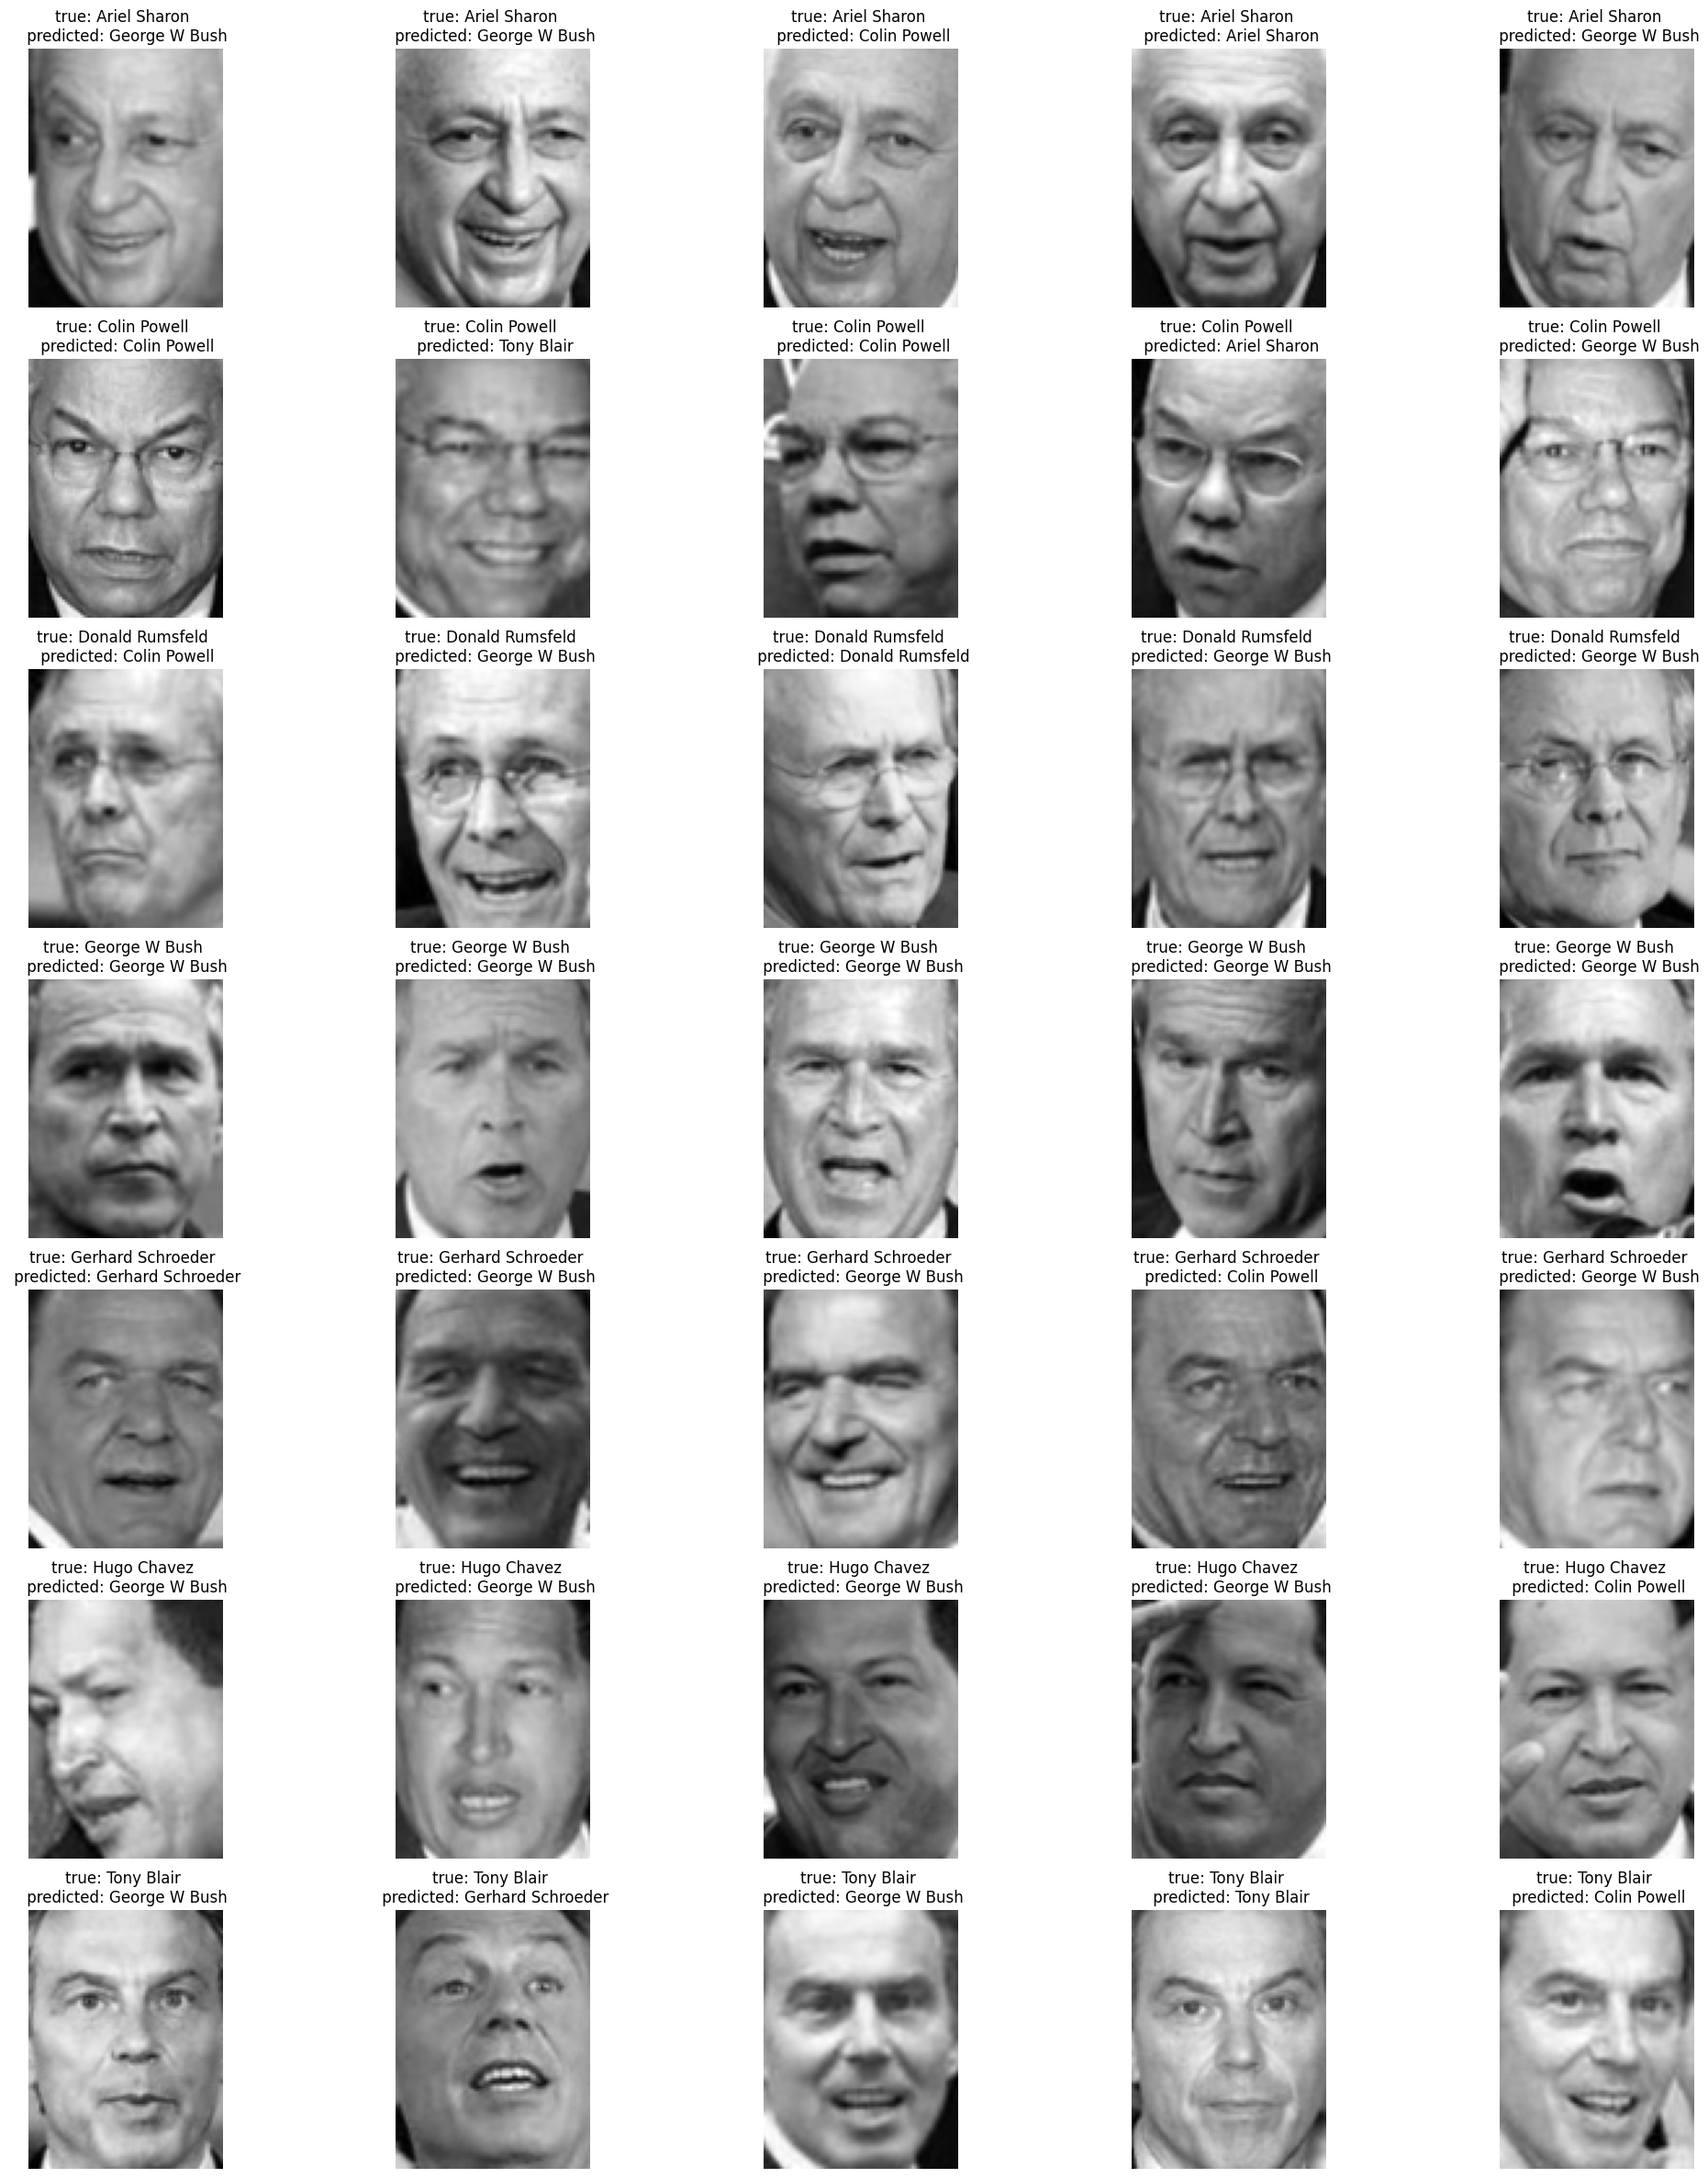 true: Ariel Sharon
predicted: George W Bush
true: Ariel Sharon
predicted: George W Bush
true: Ariel Sharon
predicted: Colin Powell
true: Ariel Sharon
predicted: Ariel Sharon
true: Ariel Sharon
predicted: George W Bush
true: Colin Powell
predicted: Colin Powell
true: Colin Powell
predicted: Tony Blair
true: Colin Powell
predicted: Colin Powell
true: Colin Powell
predicted: Ariel Sharon
true: Colin Powell
predicted: George W Bush
true: Donald Rumsfeld
predicted: Colin Powell
true: Donald Rumsfeld
predicted: George W Bush
true: Donald Rumsfeld
predicted: Donald Rumsfeld
true: Donald Rumsfeld
predicted: George W Bush
true: Donald Rumsfeld
predicted: George W Bush
true: George W Bush
predicted: George W Bush
true: George W Bush
predicted: George W Bush
true: George W Bush
predicted: George W Bush
true: George W Bush
predicted: George W Bush
true: George W Bush
predicted: George W Bush
true: Gerhard Schroeder
predicted: Gerhard Schroeder
true: Gerhard Schroeder
predicted: George W Bush
true: Gerhard Schroeder
predicted: George W Bush
true: Gerhard Schroeder
predicted: Colin Powell
true: Gerhard Schroeder
predicted: George W Bush
true: Hugo Chavez
predicted: George W Bush
true: Hugo Chavez
predicted: George W Bush
true: Hugo Chavez
predicted: George W Bush
true: Hugo Chavez
predicted: George W Bush
true: Hugo Chavez
predicted: Colin Powell
true: Tony Blair
predicted: George W Bush
true: Tony Blair
predicted: Gerhard Schroeder
true: Tony Blair
predicted: George W Bush
true: Tony Blair
predicted: Tony Blair
true: Tony Blair
predicted: Colin Powell